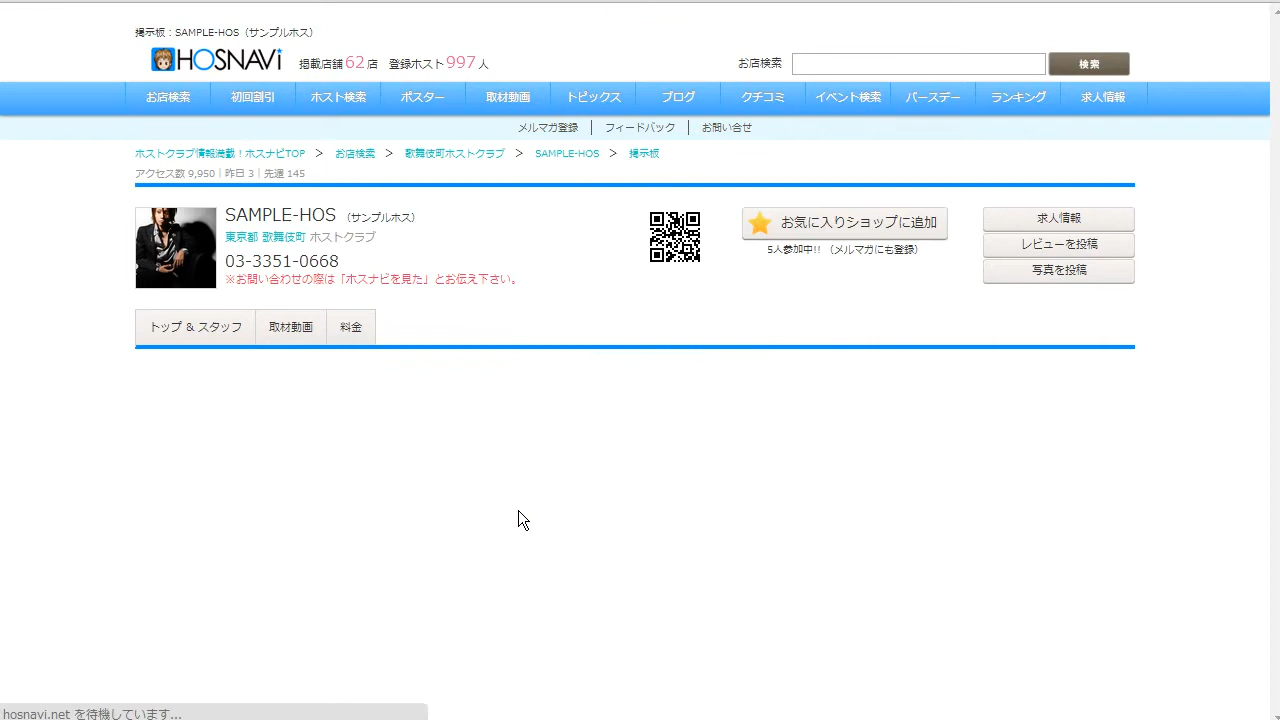 掲示板：SAMPLE-HOS（サンプルホス）
HOSNAVi 掲載店舗62店 登録ホスト997人 お店検索 検索
お店検索 初回割引 ホスト検索 ポスター 取材動画 トピックス ブログ クチコミ イベント検索 バースデー ランキング 求人情報
メルマガ登録 | フィードバック | お問い合せ
ホストクラブ情報満載！ホスナビTOP > お店検索 > 歌舞伎町ホストクラブ > SAMPLE-HOS > 掲示板
アクセス数 9,950 | 昨日 3 | 先週 145
SAMPLE-HOS （サンプルホス）
東京都 歌舞伎町 ホストクラブ
03-3351-0668
※お問い合わせの際は「ホスナビを見た」とお伝え下さい。
お気に入りショップに追加
5人参加中!! （メルマガにも登録）
求人情報
レビューを投稿
写真を投稿
トップ & スタッフ 取材動画 料金
hosnavi.net を待機しています...